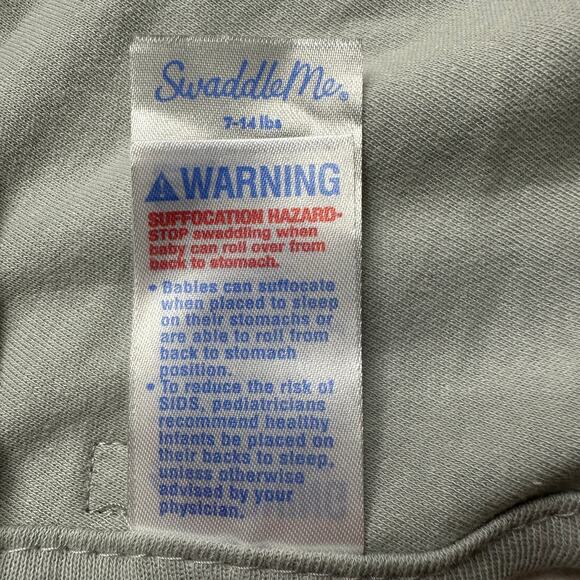 SwaddleMe®
7-14 lbs
WARNING
SUFFOCATION HAZARD-
STOP swaddling when
baby can roll over from
back to stomach.
• Babies can suffocate
when placed to sleep
on their stomachs or
are able to roll from
back to stomach
position.
• To reduce the risk of
SIDS, pediatricians
recommend healthy
infants be placed on
their backs to sleep,
unless otherwise
advised by your
physician.